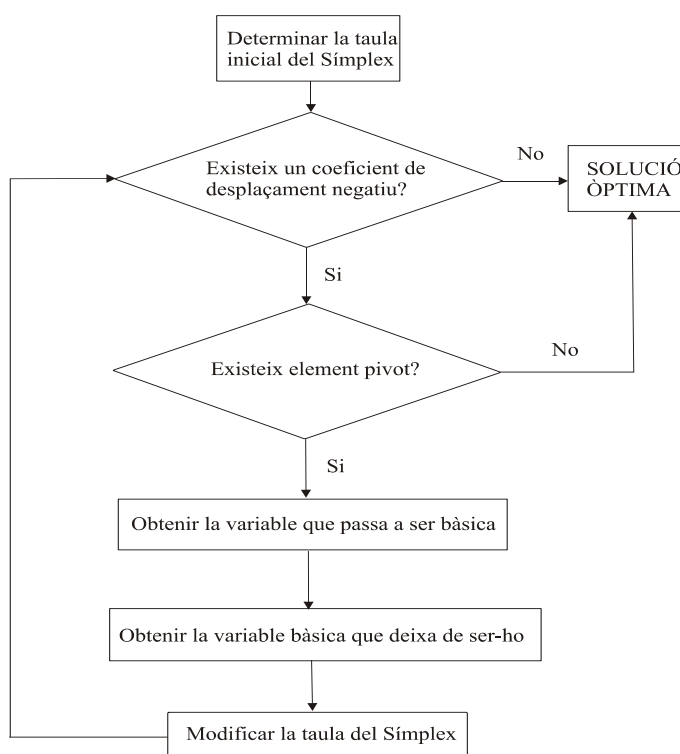 Determinar la taula
inicial del Símplex
Existeix un coeficient de
desplaçament negatiu?
No
SOLUCIÓ
ÒPTIMA
Si
Existeix element pivot?
No
Si
Obtenir la variable que passa a ser bàsica
Obtenir la variable bàsica que deixa de ser-ho
Modificar la taula del Símplex